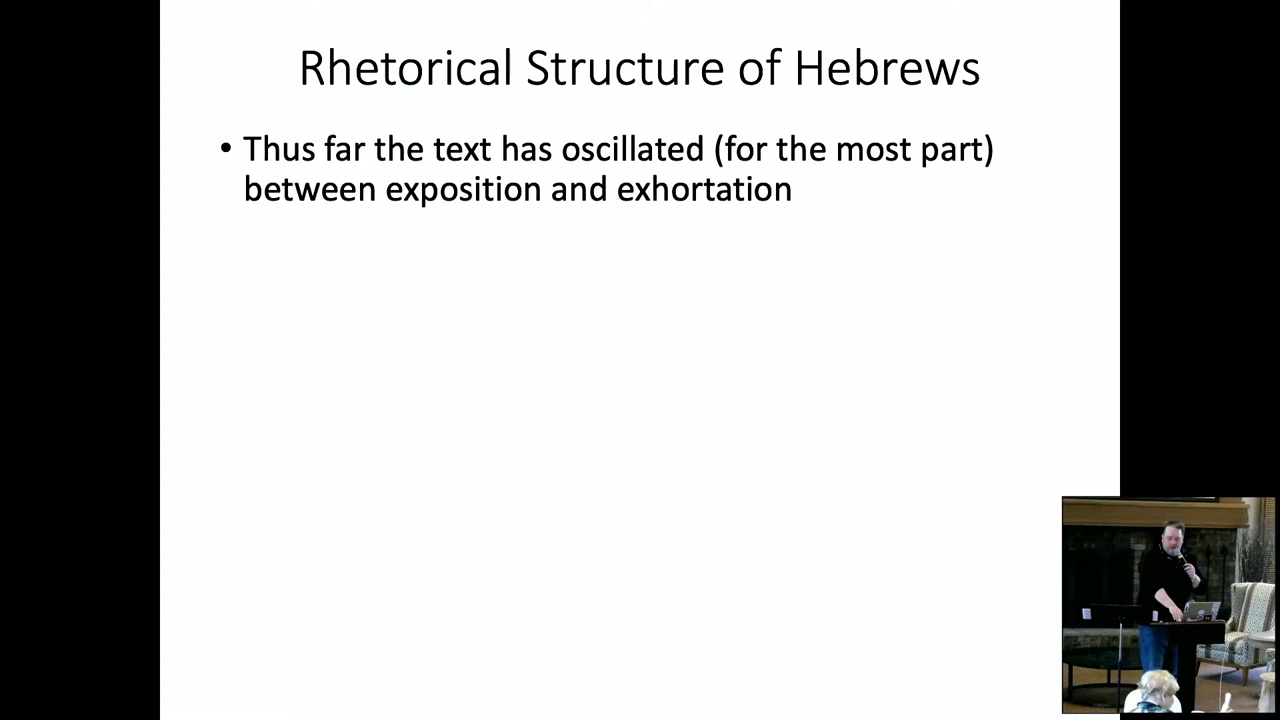 Rhetorical Structure of Hebrews
• Thus far the text has oscillated (for the most part)
between exposition and exhortation